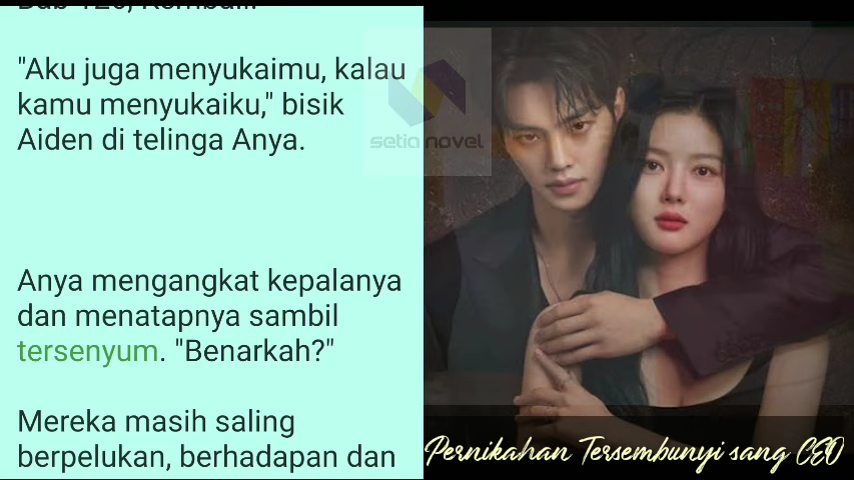 "Aku juga menyukaimu, kalau
kamu menyukaiku," bisik
Aiden di telinga Anya.
Anya mengangkat kepalanya
dan menatapnya sambil
tersenyum. "Benarkah?"
Mereka masih saling
berpelukan, berhadapan dan
setia novel
Pernikahan Tersembunyi sang CEO